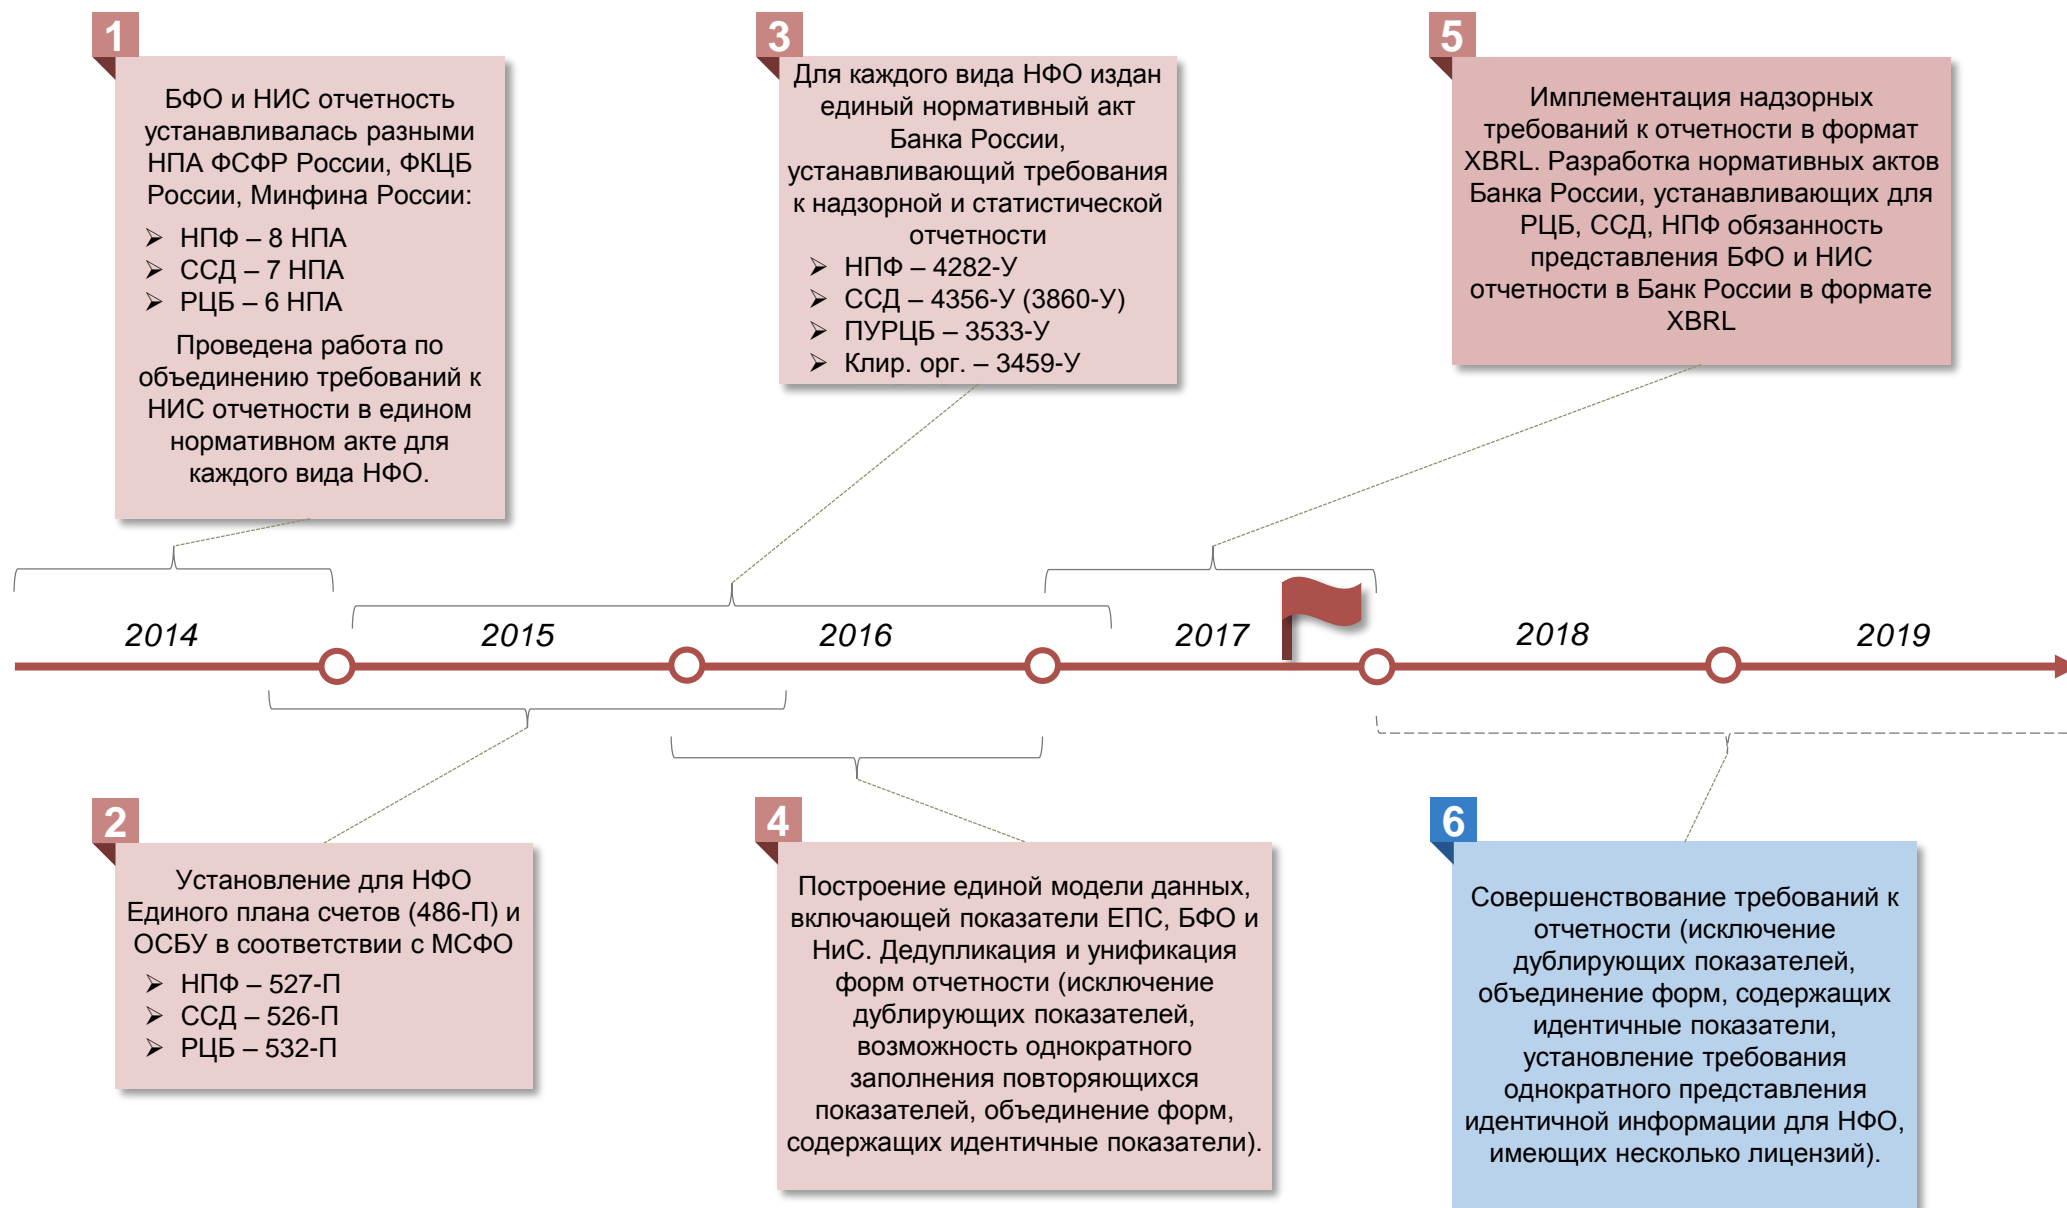 1
БФО и НИС отчетность
устанавливалась разными
НПА ФСФР России, ФКЦБ
России, Минфина России:
➢ НПФ – 8 НПА
➢ ССД – 7 НПА
➢ РЦБ – 6 НПА
Проведена работа по
объединению требований к
НИС отчетности в едином
нормативном акте для
каждого вида НФО.
3
Для каждого вида НФО издан
единый нормативный акт
Банка России,
устанавливающий требования
к надзорной и статистической
отчетности
➢ НПФ – 4282-У
➢ ССД – 4356-У (3860-У)
➢ ПУРЦБ – 3533-У
➢ Клир. орг. – 3459-У
5
Имплементация надзорных
требований к отчетности в формат
XBRL. Разработка нормативных актов
Банка России, устанавливающих для
РЦБ, ССД, НПФ обязанность
представления БФО и НИС
отчетности в Банк России в формате
XBRL
2014 2015 2016 2017 2018 2019
2
Установление для НФО
Единого плана счетов (486-П) и
ОСБУ в соответствии с МСФО
➢ НПФ – 527-П
➢ ССД – 526-П
➢ РЦБ – 532-П
4
Построение единой модели данных,
включающей показатели ЕПС, БФО и
НиС. Дедупликация и унификация
форм отчетности (исключение
дублирующих показателей,
возможность однократного
заполнения повторяющихся
показателей, объединение форм,
содержащих идентичные показатели).
6
Совершенствование требований к
отчетности (исключение
дублирующих показателей,
объединение форм, содержащих
идентичные показатели,
установление требования
однократного представления
идентичной информации для НФО,
имеющих несколько лицензий).